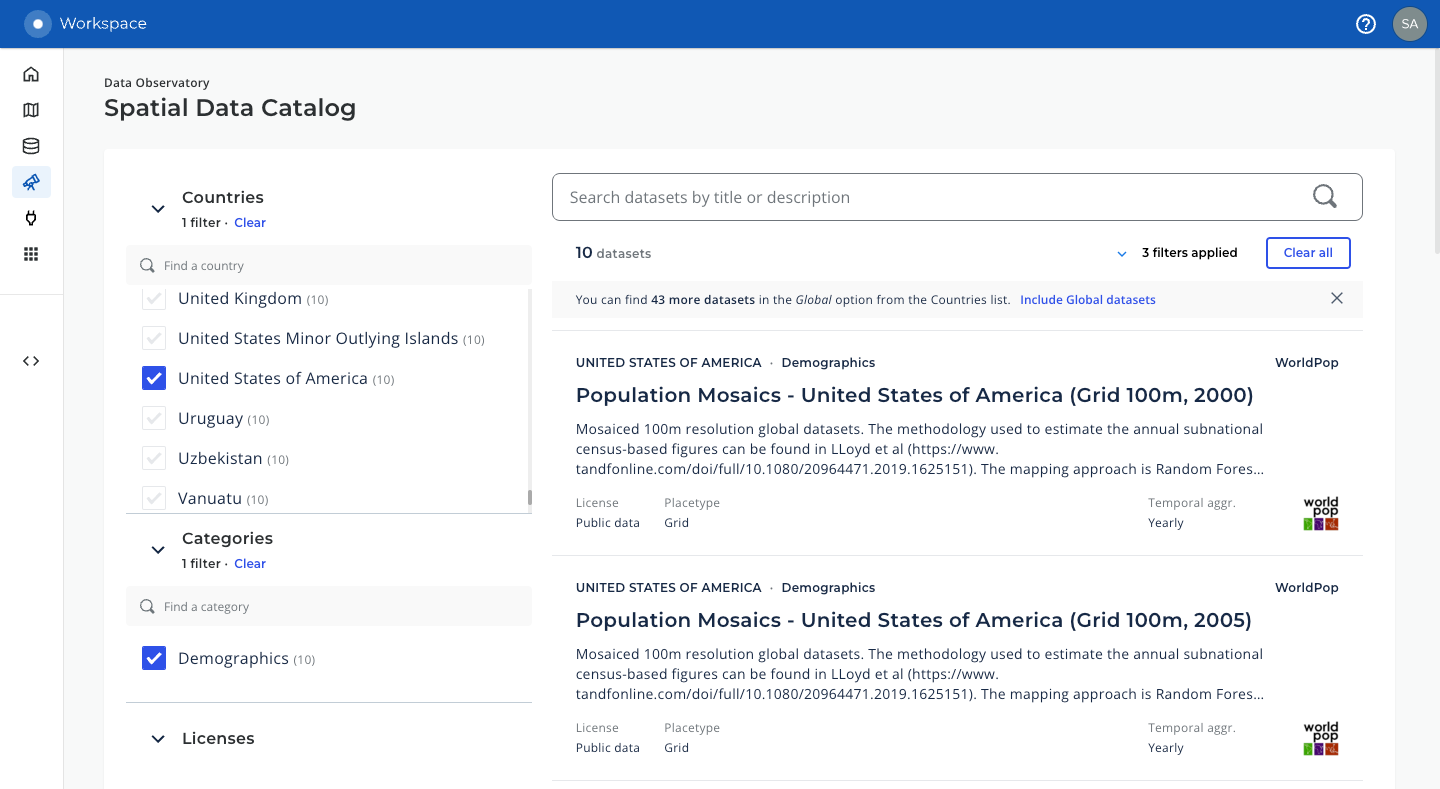 Workspace
SA
Data Observatory
Spatial Data Catalog
Countries
1 filter · Clear
Find a country
United Kingdom (10)
United States Minor Outlying Islands (10)
United States of America (10)
Uruguay (10)
Uzbekistan (10)
Vanuatu (10)
Categories
1 filter · Clear
Find a category
Demographics (10)
Licenses
Search datasets by title or description
10 datasets
3 filters applied
Clear all
You can find 43 more datasets in the Global option from the Countries list. Include Global datasets
UNITED STATES OF AMERICA · Demographics
WorldPop
Population Mosaics - United States of America (Grid 100m, 2000)
Mosaiced 100m resolution global datasets. The methodology used to estimate the annual subnational
census-based figures can be found in LLoyd et al (https://www.
tandfonline.com/doi/full/10.1080/20964471.2019.1625151). The mapping approach is Random Fores...
License
Placetype
Temporal aggr.
Public data
Grid
Yearly
world
pop
UNITED STATES OF AMERICA · Demographics
WorldPop
Population Mosaics - United States of America (Grid 100m, 2005)
Mosaiced 100m resolution global datasets. The methodology used to estimate the annual subnational
census-based figures can be found in LLoyd et al (https://www.
tandfonline.com/doi/full/10.1080/20964471.2019.1625151). The mapping approach is Random Fores...
License
Placetype
Temporal aggr.
Public data
Grid
Yearly
world
pop